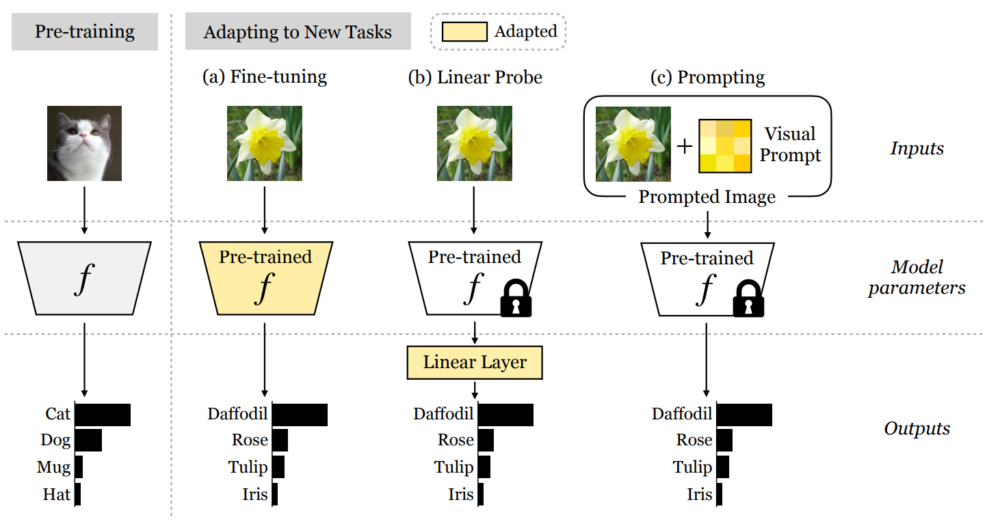 Pre-training
Adapting to New Tasks
Adapted
(a) Fine-tuning
(b) Linear Probe
(c) Prompting
+
Visual
Prompt
Prompted Image
Inputs
f
Pre-trained
f
Pre-trained
f
Pre-trained
f
Model
parameters
Linear Layer
Cat
Dog
Mug
Hat
Daffodil
Rose
Tulip
Iris
Daffodil
Rose
Tulip
Iris
Daffodil
Rose
Tulip
Iris
Outputs